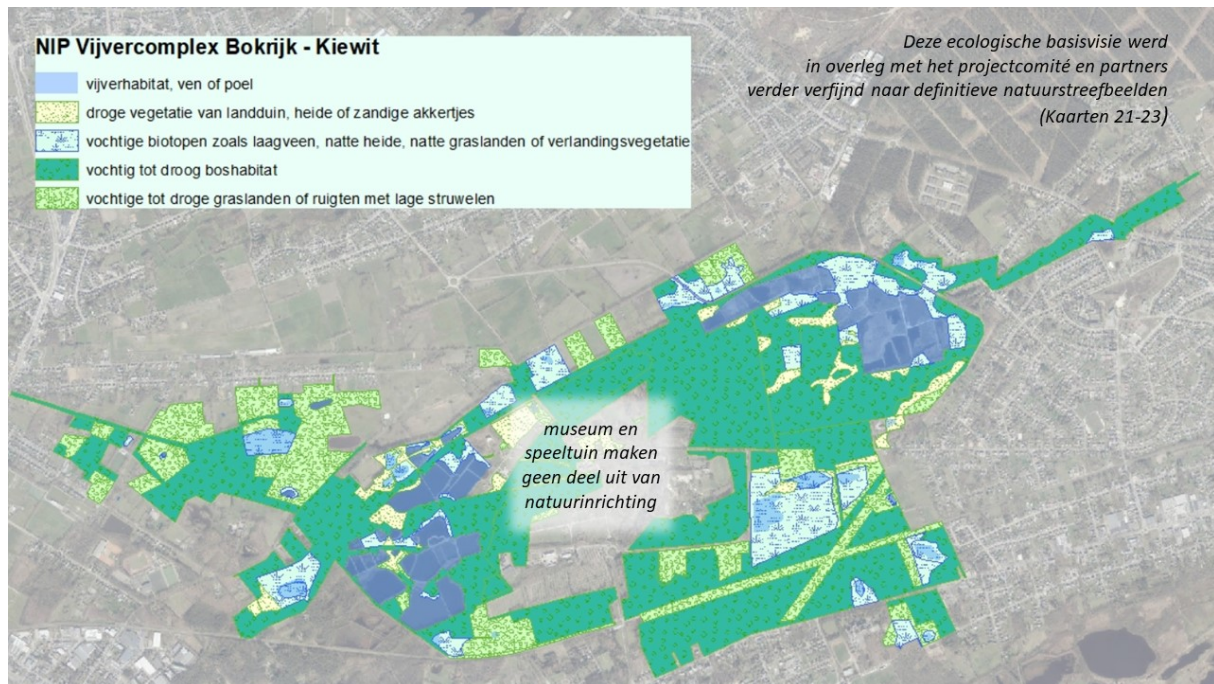 NIP Vijvercomplex Bokrijk - Kiewit
vijverhabitat, ven of poel
droge vegetatie van landduin, heide of zandige akkertjes
vochtige biotopen zoals laagveen, natte heide, natte graslanden of verlandingsvegetatie
vochtig tot droog boshabitat
vochtige tot droge graslanden of ruigten met lage struwelen
Deze ecologische basisvisie werd
in overleg met het projectcomité en partners
verder verfijnd naar definitieve natuurstreefbeelden
(Kaarten 21-23)
museum en
speeltuin maken
geen deel uit van
natuurinrichting